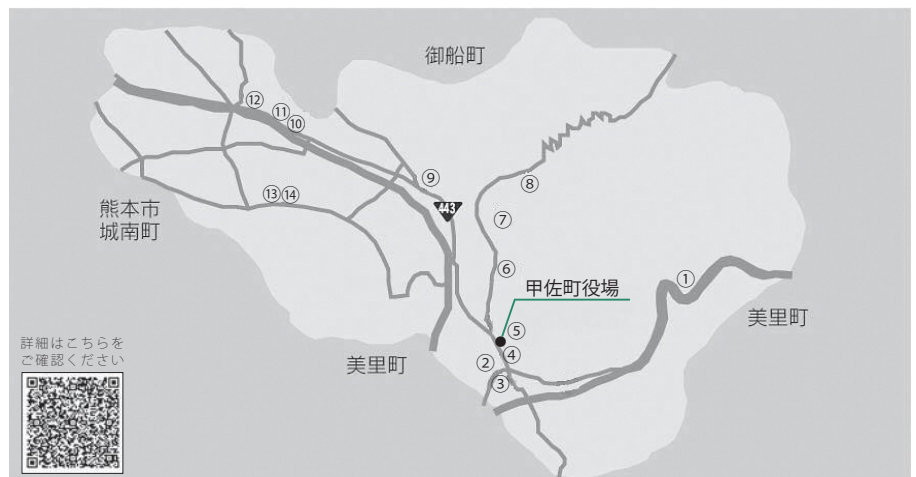 御船町
⑫
⑪
⑩
⑨
⑧
⑬ ⑭
熊本市
城南町
443
⑦
⑥
①
甲佐町役場
美里町
⑤
④
②
③
美里町
詳細はこちらを
ご確認ください